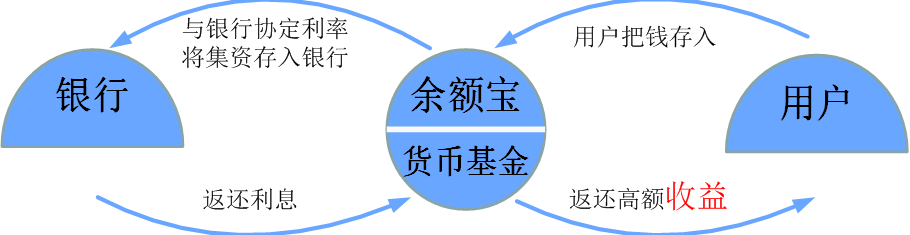 与银行协定利率
将集资存入银行
用户把钱存入
银行
余额宝
货币基金
用户
返还利息
返还高额收益